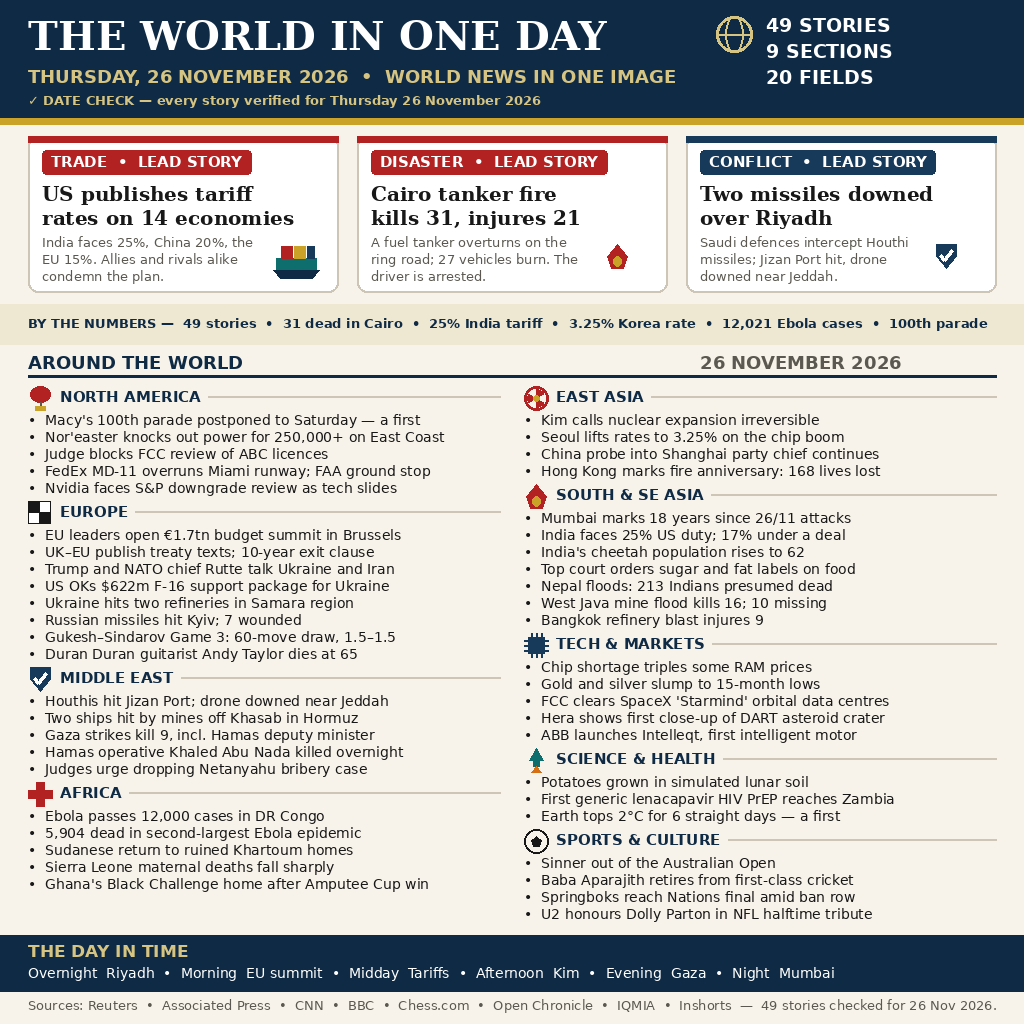 THE WORLD IN ONE DAY
THURSDAY, 26 NOVEMBER 2026 • WORLD NEWS IN ONE IMAGE
✓ DATE CHECK — every story verified for Thursday 26 November 2026
49 STORIES
9 SECTIONS
20 FIELDS
TRADE • LEAD STORY
US publishes tariff
rates on 14 economies
India faces 25%, China 20%, the
EU 15%. Allies and rivals alike
condemn the plan.
DISASTER • LEAD STORY
Cairo tanker fire
kills 31, injures 21
A fuel tanker overturns on the
ring road; 27 vehicles burn. The
driver is arrested.
CONFLICT • LEAD STORY
Two missiles downed
over Riyadh
Saudi defences intercept Houthi
missiles; Jizan Port hit, drone
downed near Jeddah.
BY THE NUMBERS — 49 stories • 31 dead in Cairo • 25% India tariff • 3.25% Korea rate • 12,021 Ebola cases • 100th parade
AROUND THE WORLD
26 NOVEMBER 2026
NORTH AMERICA
• Macy's 100th parade postponed to Saturday — a first
• Nor'easter knocks out power for 250,000+ on East Coast
• Judge blocks FCC review of ABC licences
• FedEx MD-11 overruns Miami runway; FAA ground stop
• Nvidia faces S&P downgrade review as tech slides
EUROPE
• EU leaders open €1.7tn budget summit in Brussels
• UK–EU publish treaty texts; 10-year exit clause
• Trump and NATO chief Rutte talk Ukraine and Iran
• US OKs $622m F-16 support package for Ukraine
• Ukraine hits two refineries in Samara region
• Russian missiles hit Kyiv; 7 wounded
• Gukesh–Sindarov Game 3: 60-move draw, 1.5–1.5
• Duran Duran guitarist Andy Taylor dies at 65
MIDDLE EAST
• Houthis hit Jizan Port; drone downed near Jeddah
• Two ships hit by mines off Khasab in Hormuz
• Gaza strikes kill 9, incl. Hamas deputy minister
• Hamas operative Khaled Abu Nada killed overnight
• Judges urge dropping Netanyahu bribery case
AFRICA
• Ebola passes 12,000 cases in DR Congo
• 5,904 dead in second-largest Ebola epidemic
• Sudanese return to ruined Khartoum homes
• Sierra Leone maternal deaths fall sharply
• Ghana's Black Challenge home after Amputee Cup win
EAST ASIA
• Kim calls nuclear expansion irreversible
• Seoul lifts rates to 3.25% on the chip boom
• China probe into Shanghai party chief continues
• Hong Kong marks fire anniversary: 168 lives lost
SOUTH & SE ASIA
• Mumbai marks 18 years since 26/11 attacks
• India faces 25% US duty; 17% under a deal
• India's cheetah population rises to 62
• Top court orders sugar and fat labels on food
• Nepal floods: 213 Indians presumed dead
• West Java mine flood kills 16; 10 missing
• Bangkok refinery blast injures 9
TECH & MARKETS
• Chip shortage triples some RAM prices
• Gold and silver slump to 15-month lows
• FCC clears SpaceX 'Starmind' orbital data centres
• Hera shows first close-up of DART asteroid crater
• ABB launches Intelleqt, first intelligent motor
SCIENCE & HEALTH
• Potatoes grown in simulated lunar soil
• First generic lenacapavir HIV PrEP reaches Zambia
• Earth tops 2°C for 6 straight days — a first
SPORTS & CULTURE
• Sinner out of the Australian Open
• Baba Aparajith retires from first-class cricket
• Springboks reach Nations final amid ban row
• U2 honours Dolly Parton in NFL halftime tribute
THE DAY IN TIME
Overnight Riyadh • Morning EU summit • Midday Tariffs • Afternoon Kim • Evening Gaza • Night Mumbai
Sources: Reuters • Associated Press • CNN • BBC • Chess.com • Open Chronicle • IQMIA • Inshorts — 49 stories checked for 26 Nov 2026.